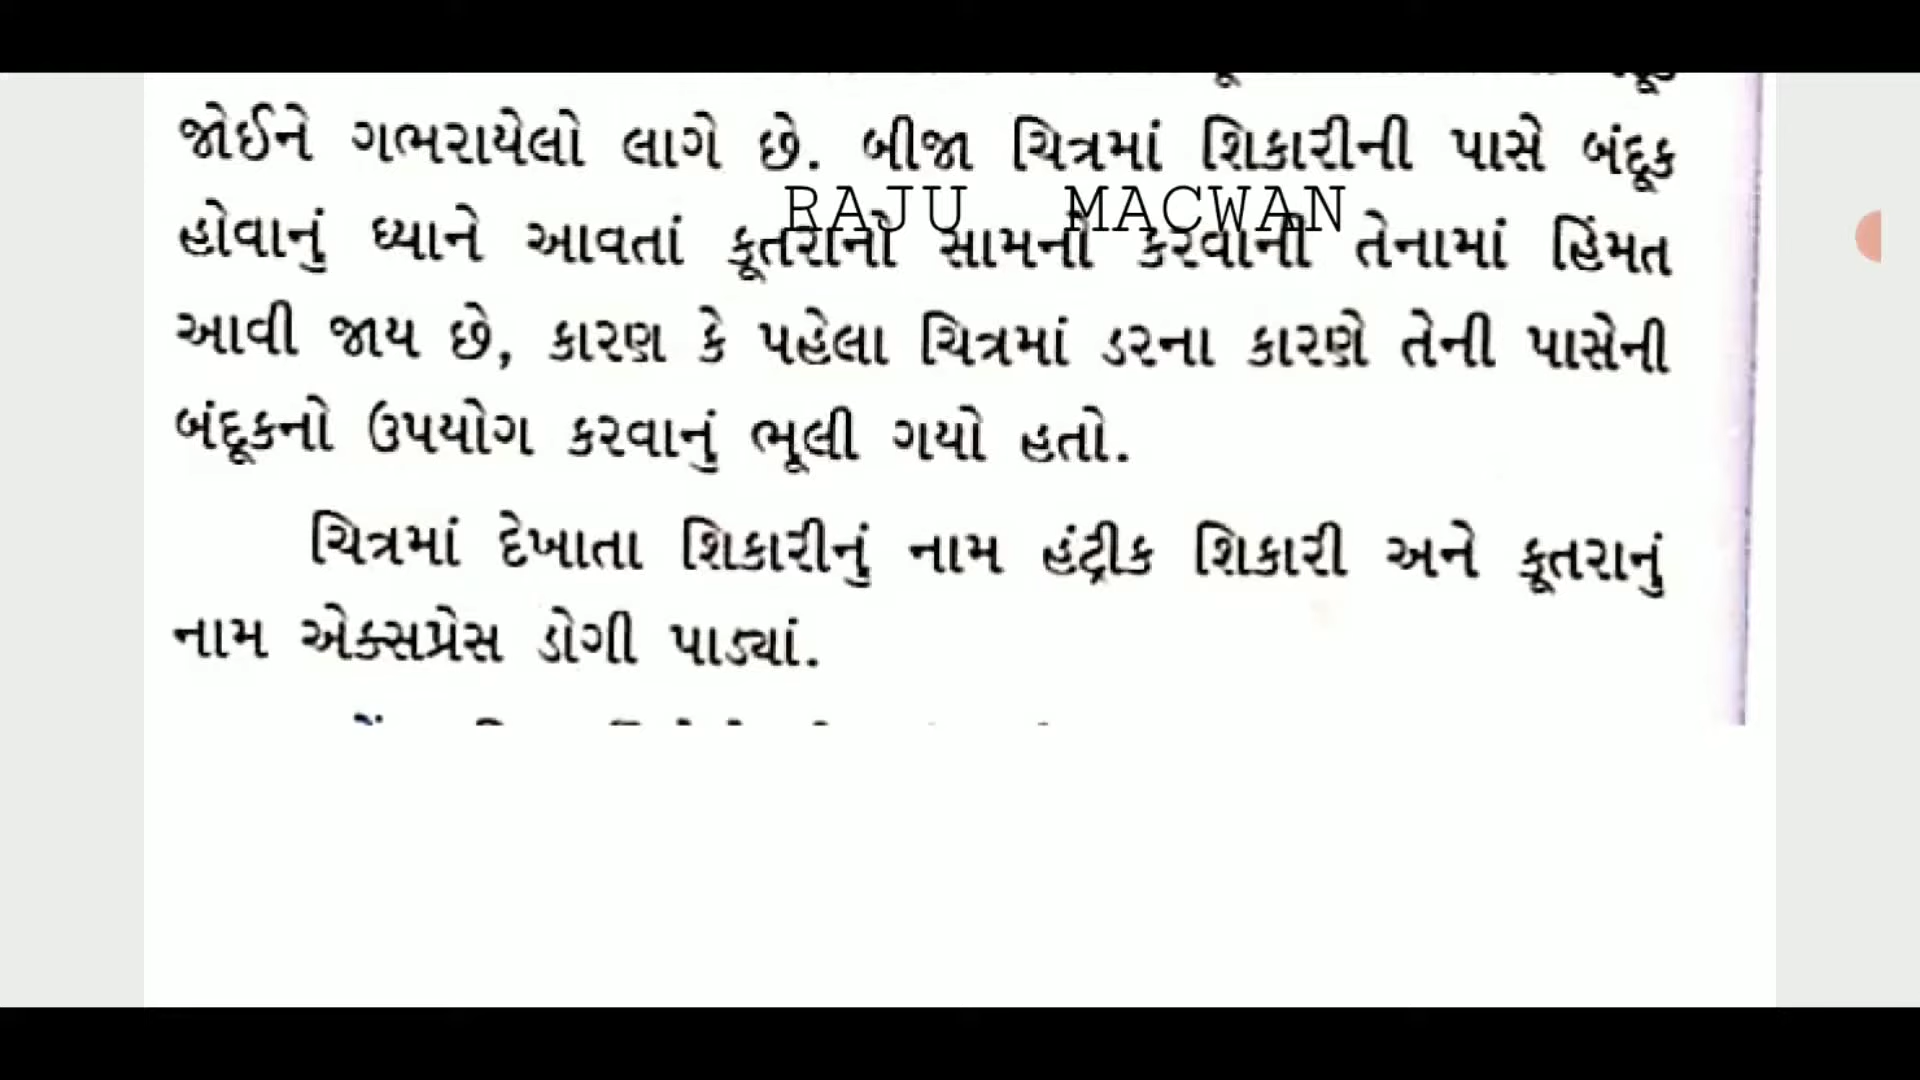 જોઈને ગભરાયેલો લાગે છે. બીજા ચિત્રમાં શિકારીની પાસે બંદૂક
RAJU MACWAN
હોવાનું ધ્યાને આવતાં કૂતરાનો સામનો કરવાની તેનામાં હિંમત
આવી જાય છે, કારણ કે પહેલા ચિત્રમાં ડરના કારણે તેની પાસેની
બંદૂકનો ઉપયોગ કરવાનું ભૂલી ગયો હતો.
ચિત્રમાં દેખાતા શિકારીનું નામ હંટ્રીક શિકારી અને કૂતરાનું
નામ એક્સપ્રેસ ડોગી પાડ્યાં.